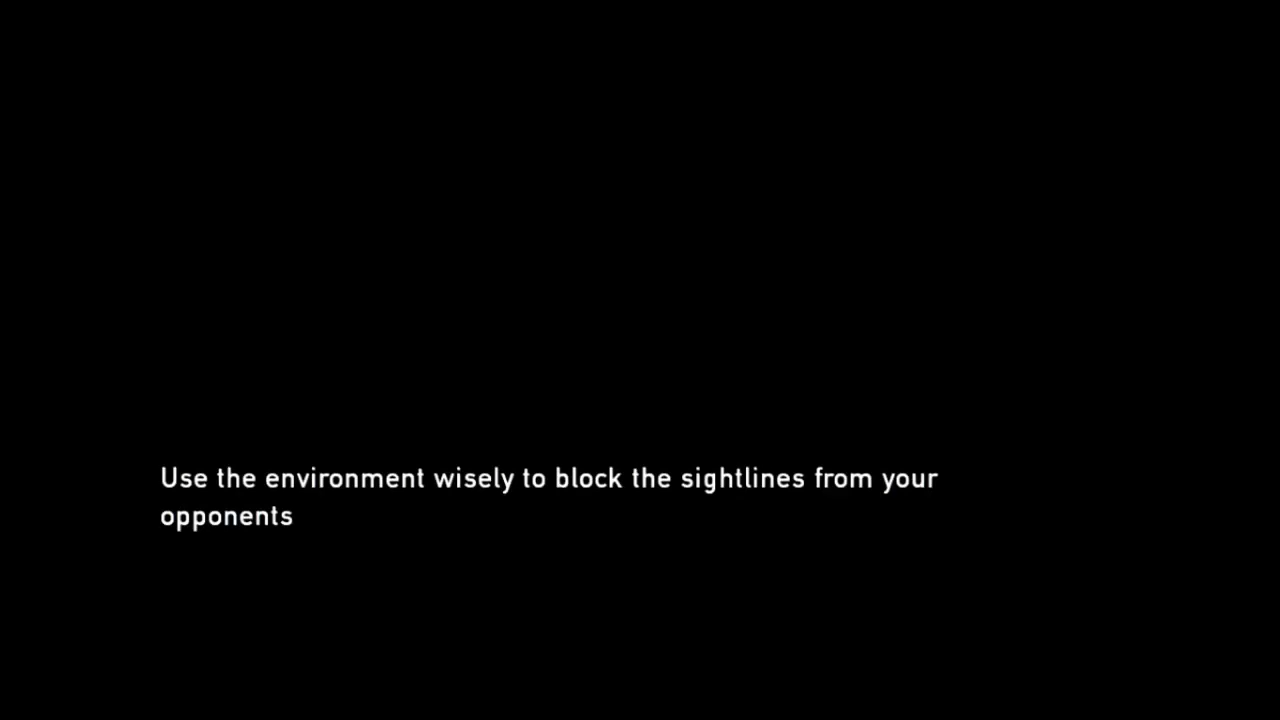 Use the environment wisely to block the sightlines from your
opponents